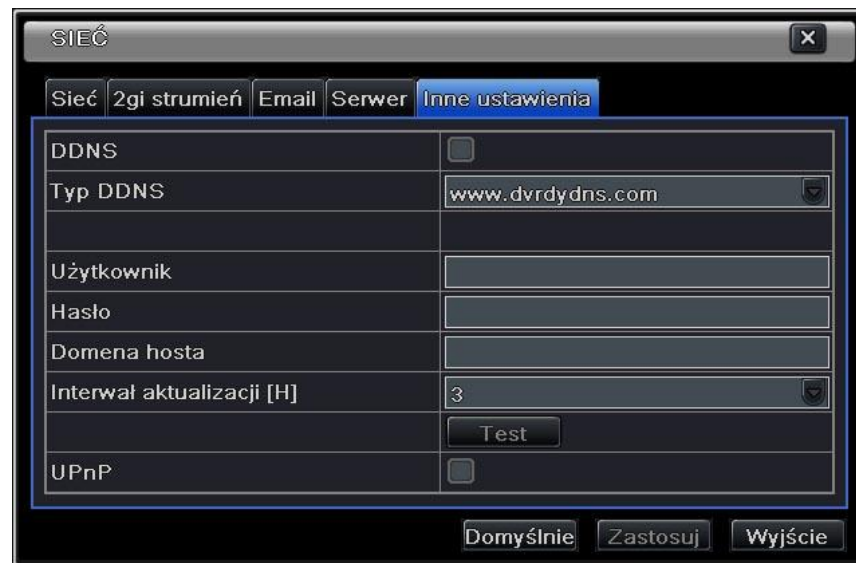 SIEĆ
Sieć 2gi strumień Email Serwer Inne ustawienia
DDNS
Typ DDNS www.dvrdydns.com
Użytkownik
Hasło
Domena hosta
Interwał aktualizacji [H] 3
Test
UPnP
Domyślnie Zastosuj Wyjście